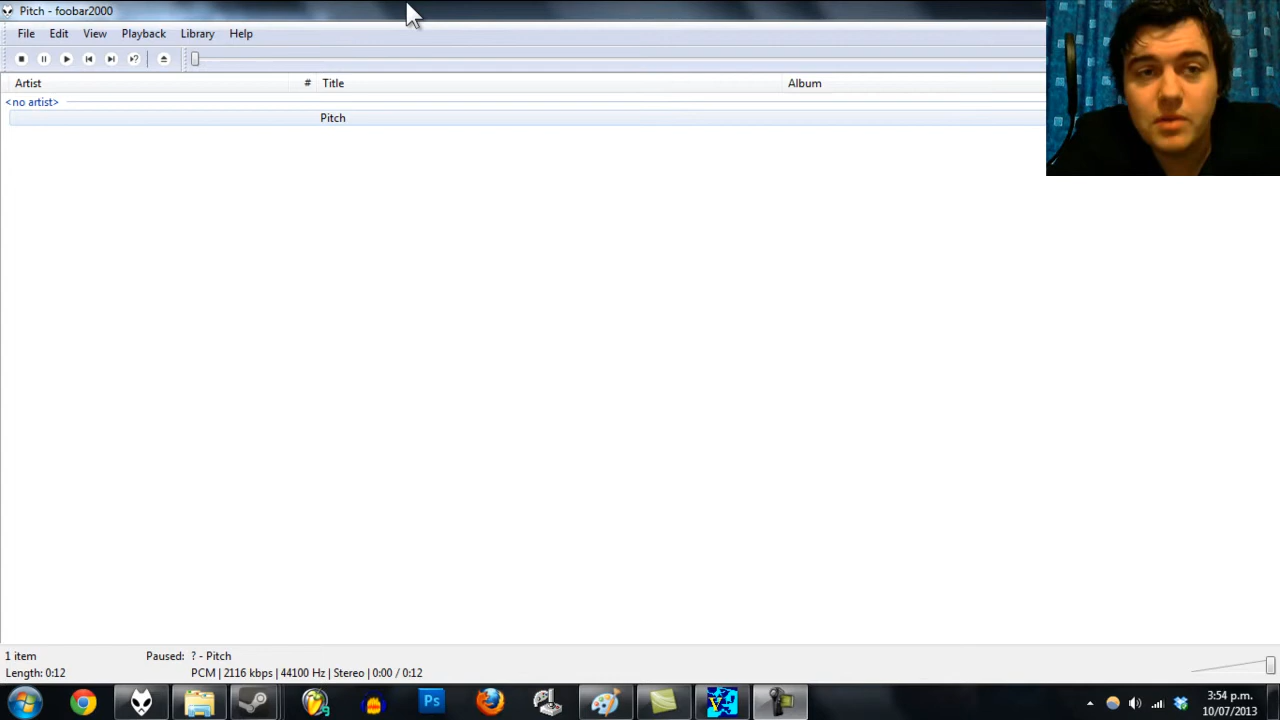 Pitch - foobar2000
File Edit View Playback Library Help
Artist # Title Album
<no artist>
Pitch
1 item Paused: ? - Pitch
Length: 0:12 PCM | 2116 kbps | 44100 Hz | Stereo | 0:00 / 0:12
Ps
3:54 p.m.
10/07/2013